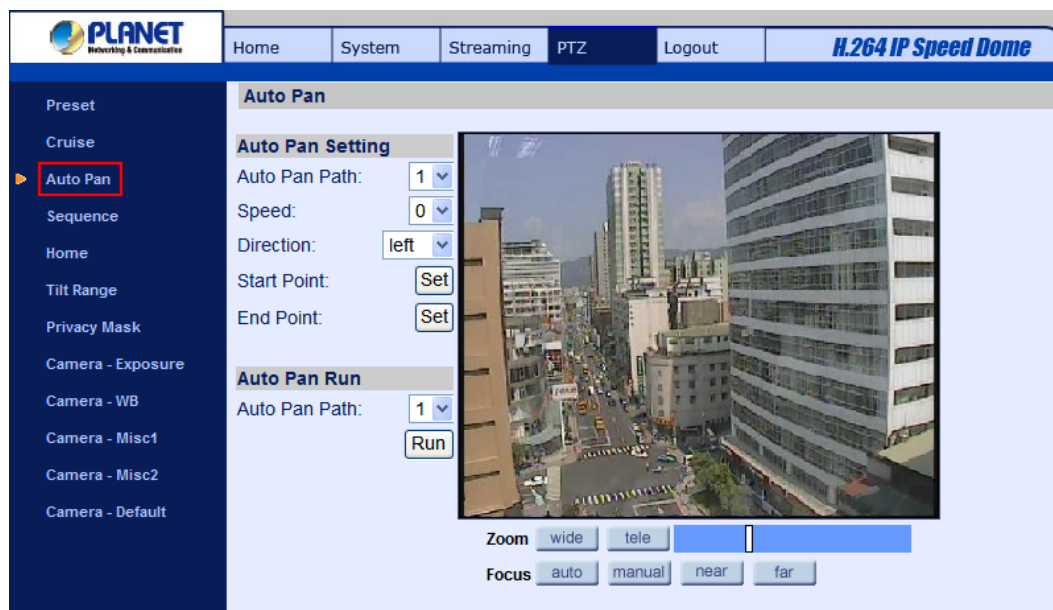 PLANET
Networking & Communication
Home
System
Streaming
PTZ
Logout
H.264 IP Speed Dome
Preset
Cruise
Auto Pan
Sequence
Home
Tilt Range
Privacy Mask
Camera - Exposure
Camera - WB
Camera - Misc1
Camera - Misc2
Camera - Default
Auto Pan
Auto Pan Setting
Auto Pan Path: 1
Speed: 0
Direction: left
Start Point: Set
End Point: Set
Auto Pan Run
Auto Pan Path: 1
Run
Zoom wide tele
Focus auto manual near far